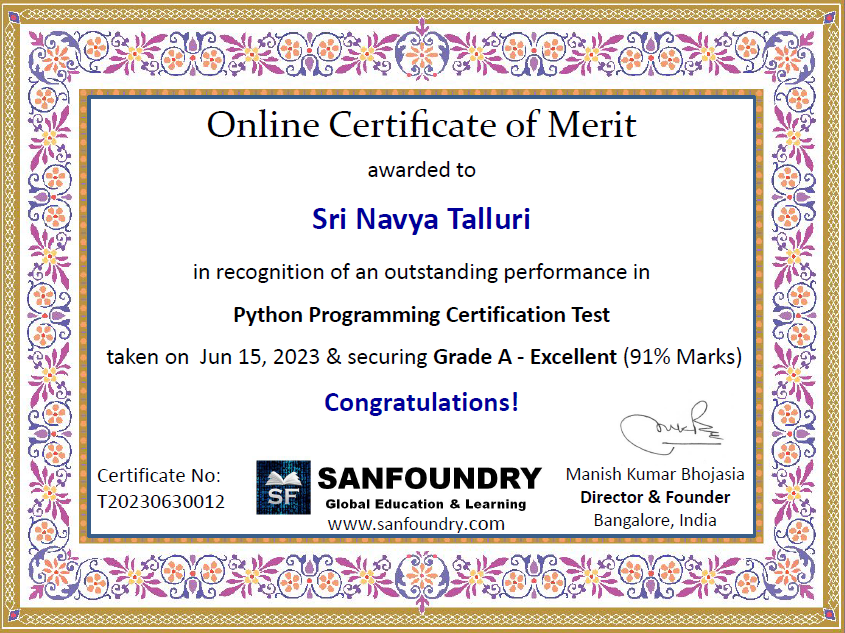 Online Certificate of Merit
awarded to
Sri Navya Talluri
in recognition of an outstanding performance in
Python Programming Certification Test
taken on Jun 15, 2023 & securing Grade A - Excellent (91% Marks)
Congratulations!
Certificate No:
T20230630012
SF
SANFOUNDRY
Global Education & Learning
www.sanfoundry.com
Manish Kumar Bhojasia
Director & Founder
Bangalore, India